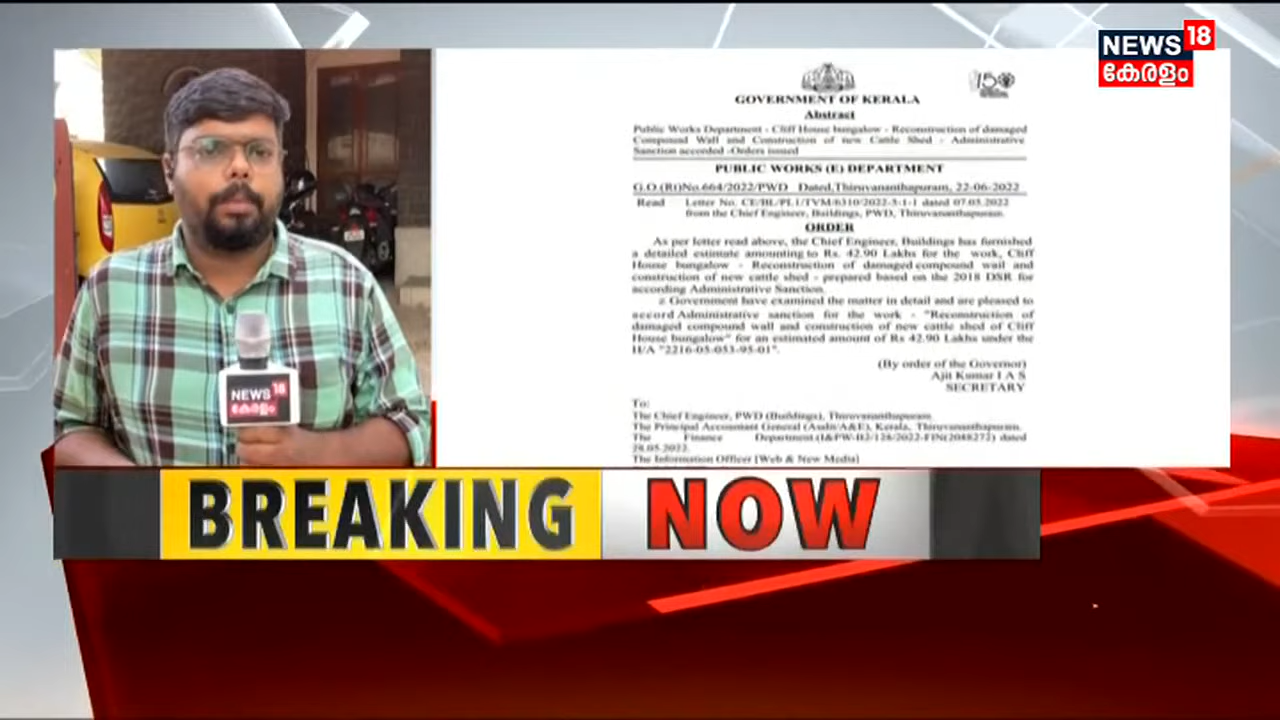 NEWS 18
കേരളം
GOVERNMENT OF KERALA
Abstract
Public Works Department - Cliff House bungalow - Reconstruction of damaged
Compound Wall and Construction of new Cattle Shed - Administrative
Sanction accorded -Orders issued
PUBLIC WORKS (E) DEPARTMENT
G.O.(Rt)No.664/2022/PWD Dated,Thiruvananthapuram, 22-06-2022
Read Letter No. CE/BL/PL1/TVM/6310/2022-5-1-1 dated 07.05.2022
from the Chief Engineer, Buildings, PWD, Thiruvananthapuram.
ORDER
As per letter read above, the Chief Engineer, Buildings has furnished
a detailed estimate amounting to Rs. 42.90 Lakhs for the work, Cliff
House bungalow - Reconstruction of damaged compound wall and
construction of new cattle shed - prepared based on the 2018 DSR for
according Administrative Sanction.
2 Government have examined the matter in detail and are pleased to
accord Administrative sanction for the work - "Reconstruction of
damaged compound wall and construction of new cattle shed of Cliff
House bungalow" for an estimated amount of Rs 42.90 Lakhs under the
H/A "2216-05-053-95-01".
(By order of the Governor)
Ajit Kumar I A S
SECRETARY
To:
The Chief Engineer, PWD (Buildings), Thiruvananthapuram.
The Principal Accountant General (Audit/A&E), Kerala, Thiruvananthapuram.
The Finance Department.(I&PW-B2/128/2022-FIN(2048272) dated
28.05.2022.
The Information Officer [Web & New Media]
NEWS 18
കേരളം
BREAKING NOW